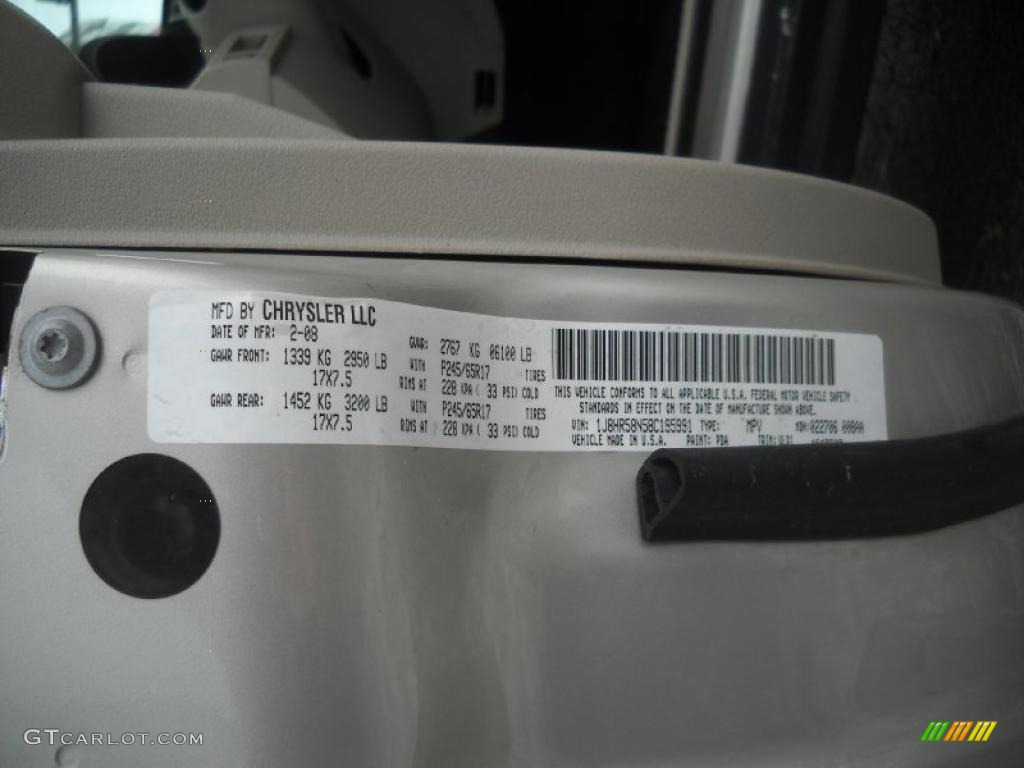 MFD BY CHRYSLER LLC
DATE OF MFR: 2-08
GVWR: 2767 KG 06100 LB
GAWR FRONT: 1339 KG 2950 LB WITH P245/65R17 TIRES
17X7.5 RIMS AT 228 KPA ( 33 PSI) COLD
GAWR REAR: 1452 KG 3200 LB WITH P245/65R17 TIRES
17X7.5 RIMS AT 228 KPA ( 33 PSI) COLD
THIS VEHICLE CONFORMS TO ALL APPLICABLE U.S.A. FEDERAL MOTOR VEHICLE SAFETY
STANDARDS IN EFFECT ON THE DATE OF MANUFACTURE SHOWN ABOVE.
VIN: 1J8HR58N58C195991 TYPE: MPV MDH:022706
VEHICLE MADE IN U.S.A. PAINT: PDA TRIM:
GTCARLOT.COM